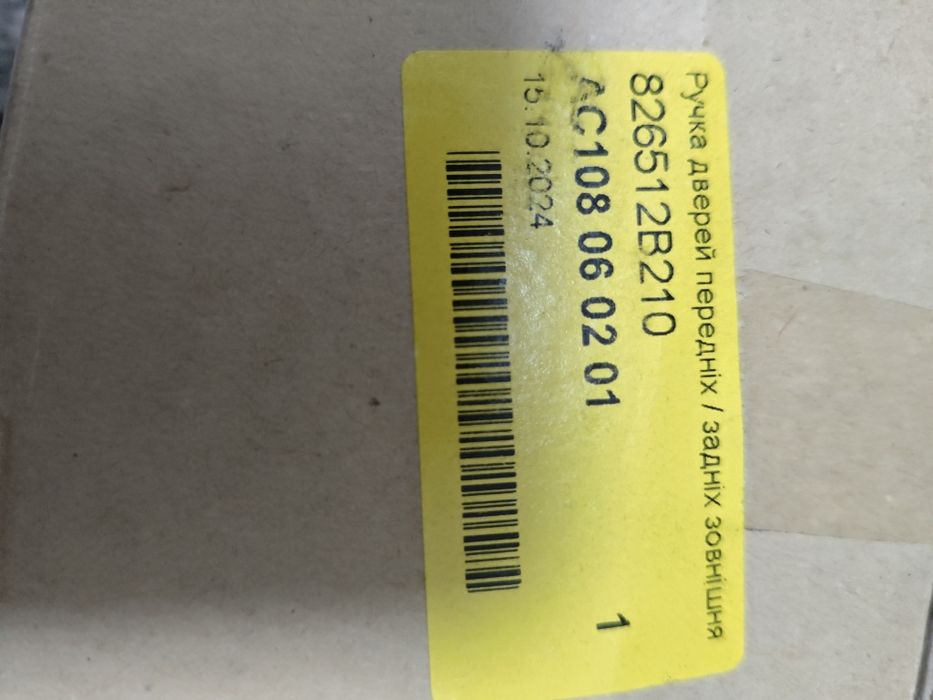 Ручка дверей передніх / задніх зовнішня
826512B210
AC108 06 02 01
1
15.10.2024